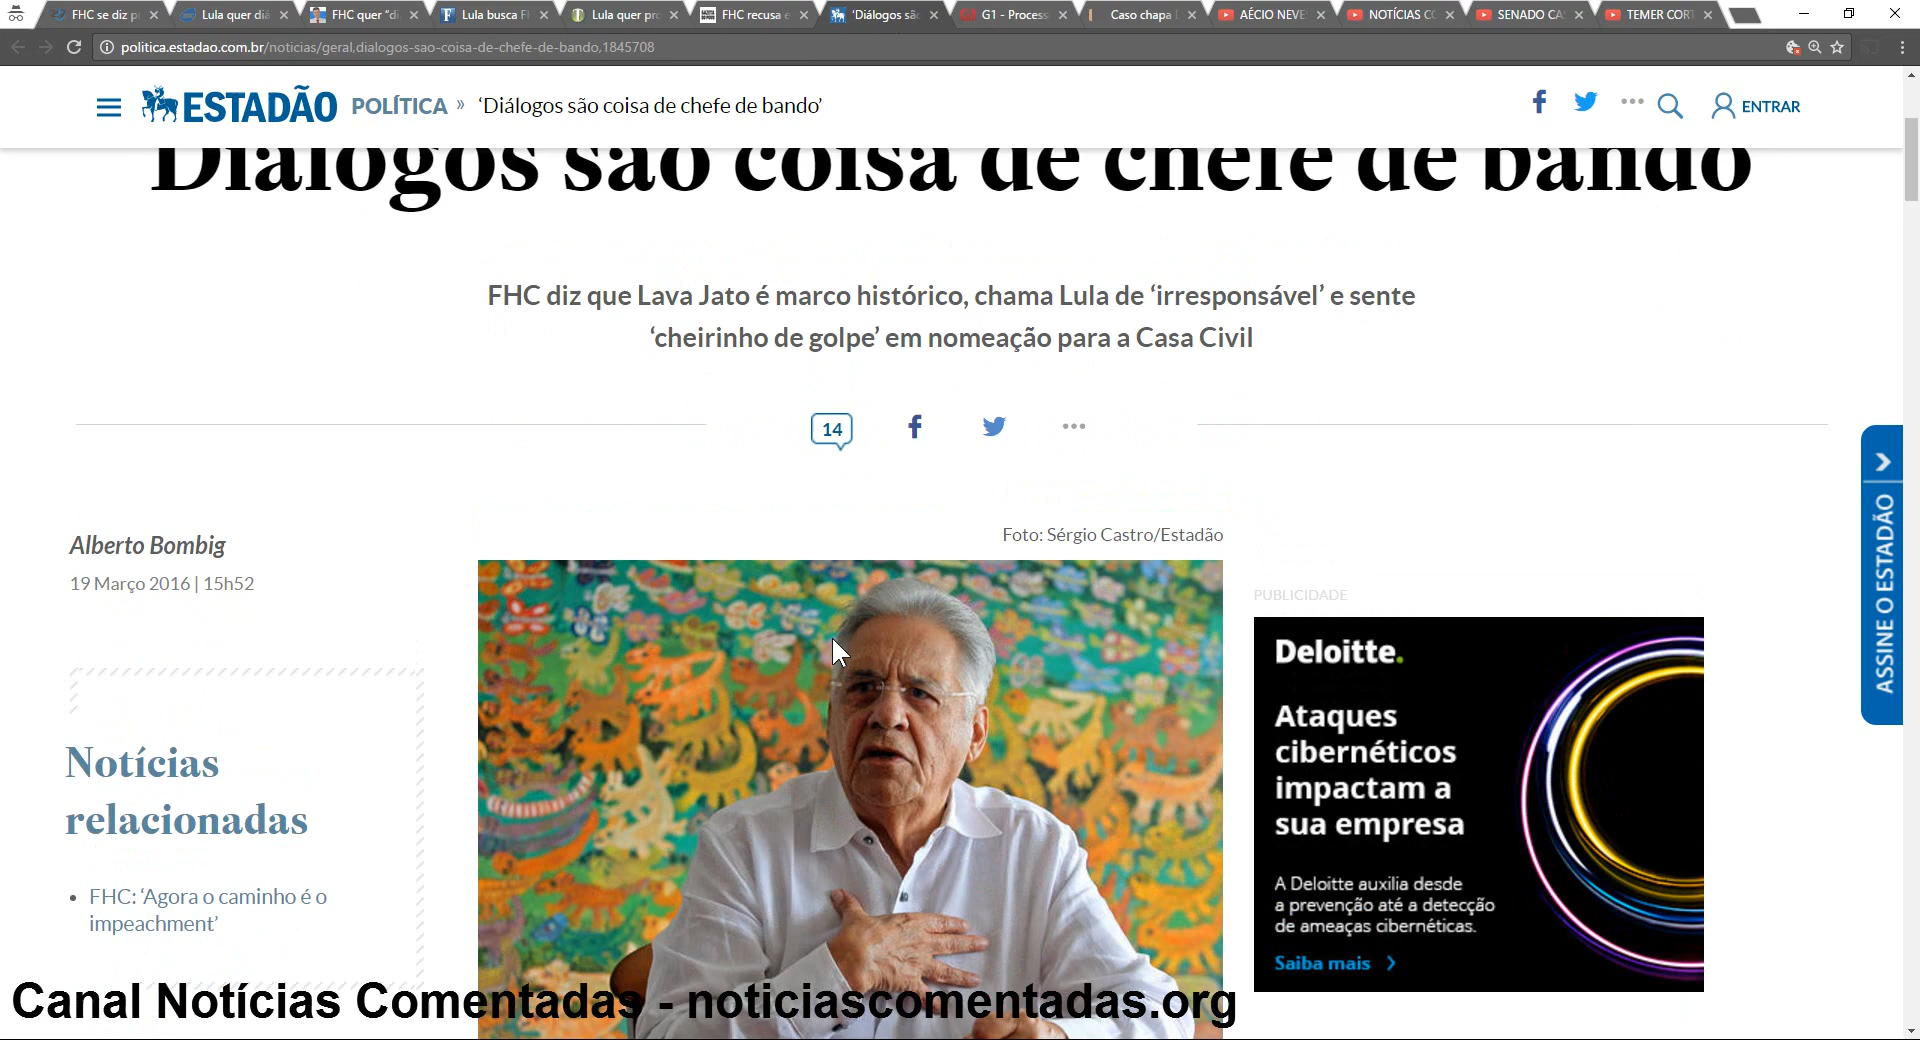 FHC se diz p
Lula quer diá
FHC quer "di
Lula busca F
Lula quer pr
FHC recusa e
'Diálogos sã
G1 - Process
Caso chapa
AÉCIO NEVE
NOTÍCIAS C
SENADO CA
TEMER CORT
politica.estadao.com.br/noticias/geral,dialogos-sao-coisa-de-chefe-de-bando,1845708
ESTADÃO POLÍTICA » ‘Diálogos são coisa de chefe de bando’
ENTRAR
Diálogos são coisa de chefe de bando
FHC diz que Lava Jato é marco histórico, chama Lula de ‘irresponsável’ e sente
‘cheirinho de golpe’ em nomeação para a Casa Civil
14
Alberto Bombig
19 Março 2016 | 15h52
Foto: Sérgio Castro/Estadão
PUBLICIDADE
Deloitte.
Ataques
cibernéticos
impactam a
sua empresa
A Deloitte auxilia desde
a prevenção até a detecção
de ameaças cibernéticas.
Saiba mais
ASSINE O ESTADÃO
Notícias
relacionadas
• FHC: ‘Agora o caminho é o
impeachment’
Canal Notícias Comentadas - noticiascomentadas.org